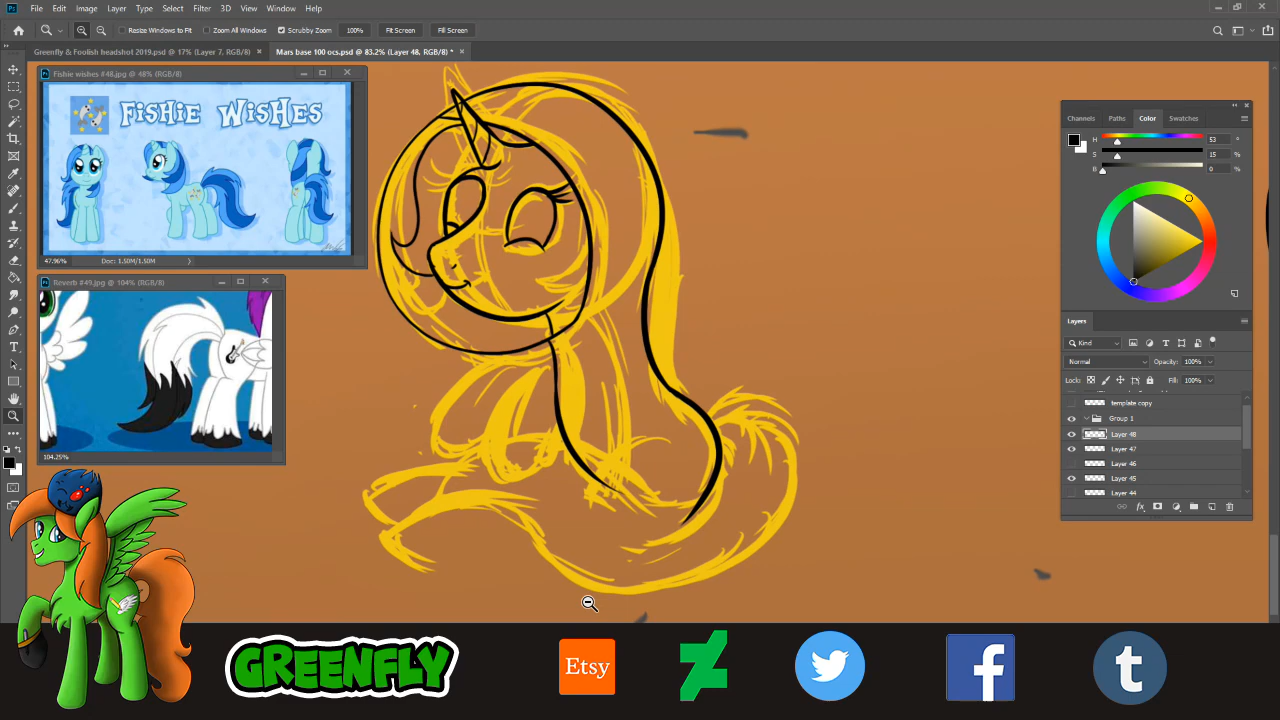 Ps File Edit Image Layer Type Select Filter 3D View Window Help
Resize Windows to Fit Zoom All Windows Scrubby Zoom 100% Fit Screen Fill Screen
Greenfly & Foolish headshot 2019.psd @ 17% (Layer 7, RGB/8) × Mars base 100 ocs.psd @ 83.2% (Layer 48, RGB/8) * ×
Fishie wishes #48.jpg @ 48% (RGB/8)
FiSHiE WiSHES
47.96% Doc: 1.50M/1.50M
Reverb #49.jpg @ 104% (RGB/8)
104.25%
Channels Paths Color Swatches
H 53 °
S 15 %
B 0 %
Layers
Kind
Normal Opacity: 100%
Lock: Fill: 100%
template copy
Group 1
Layer 48
Layer 47
Layer 46
Layer 45
Layer 44
fx
GREENFLY Etsy f t